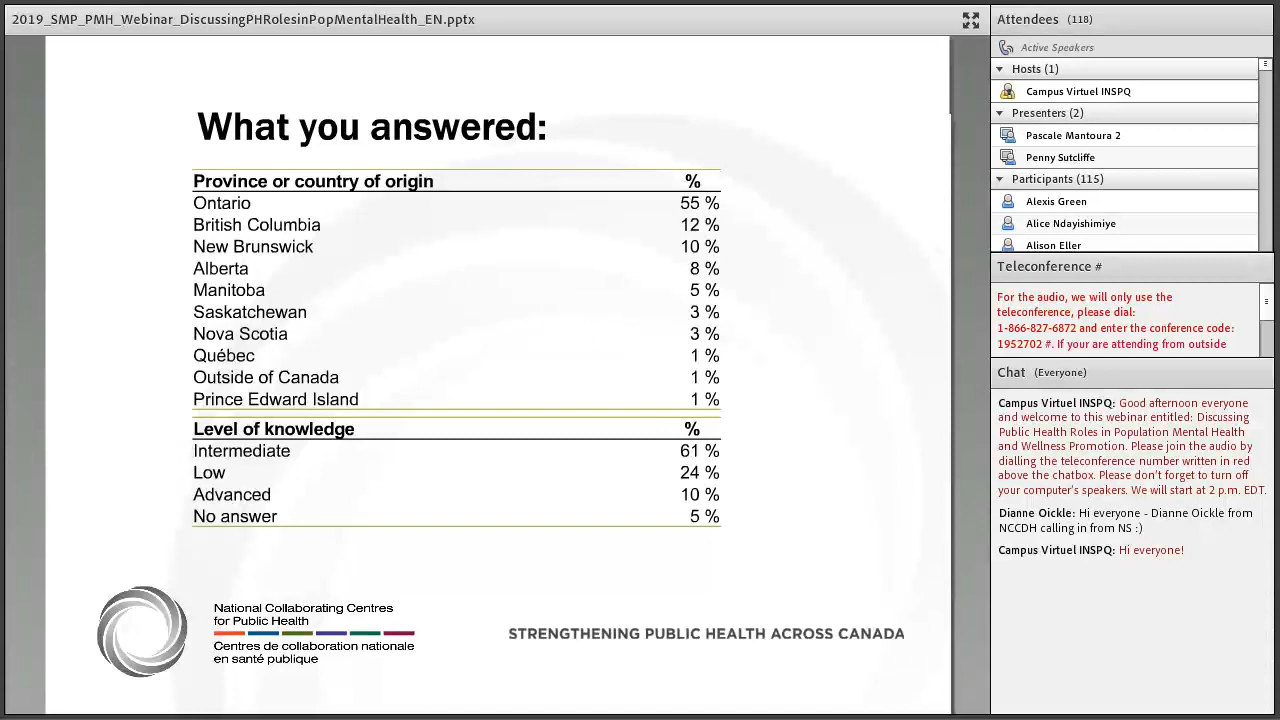 2019_SMP_PMH_Webinar_DiscussingPHRolesinPopMentalHealth_EN.pptx
What you answered:
Province or country of origin %
Ontario 55 %
British Columbia 12 %
New Brunswick 10 %
Alberta 8 %
Manitoba 5 %
Saskatchewan 3 %
Nova Scotia 3 %
Québec 1 %
Outside of Canada 1 %
Prince Edward Island 1 %
Level of knowledge %
Intermediate 61 %
Low 24 %
Advanced 10 %
No answer 5 %
National Collaborating Centres
for Public Health
Centres de collaboration nationale
en santé publique
STRENGTHENING PUBLIC HEALTH ACROSS CANADA
Attendees (118)
Active Speakers
Hosts (1)
Campus Virtuel INSPQ
Presenters (2)
Pascale Mantoura 2
Penny Sutcliffe
Participants (115)
Alexis Green
Alice Ndayishimiye
Alison Eller
Teleconference #
For the audio, we will only use the
teleconference, please dial:
1-866-827-6872 and enter the conference code:
1952702 #. If your are attending from outside
Chat (Everyone)
Campus Virtuel INSPQ: Good afternoon everyone
and welcome to this webinar entitled: Discussing
Public Health Roles in Population Mental Health
and Wellness Promotion. Please join the audio by
dialling the teleconference number written in red
above the chatbox. Please don't forget to turn off
your computer's speakers. We will start at 2 p.m. EDT.
Dianne Oickle: Hi everyone - Dianne Oickle from
NCCDH calling in from NS :)
Campus Virtuel INSPQ: Hi everyone!